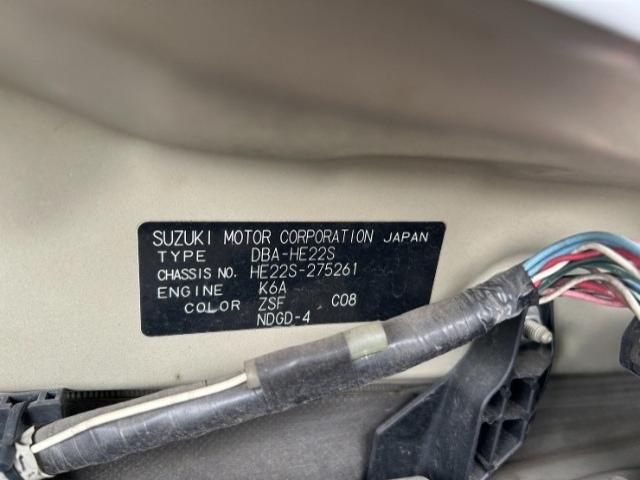 SUZUKI MOTOR CORPORATION JAPAN
TYPE DBA-HE22S
CHASSIS NO. HE22S-275261
ENGINE K6A
COLOR ZSF C08
NDGD-4